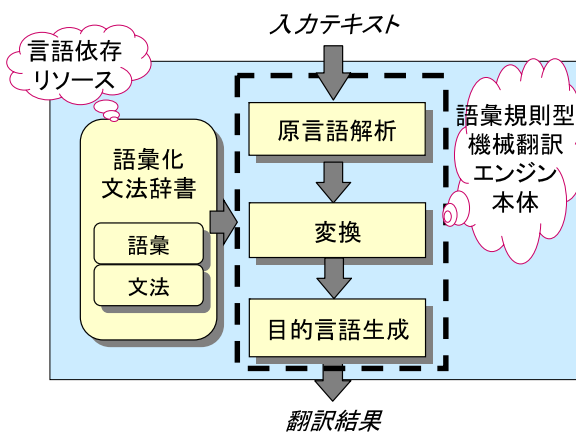 入力テキスト
言語依存
リソース
語彙規則型
機械翻訳
エンジン
本体
原言語解析
語彙化
文法辞書
語彙
文法
変換
目的言語生成
翻訳結果